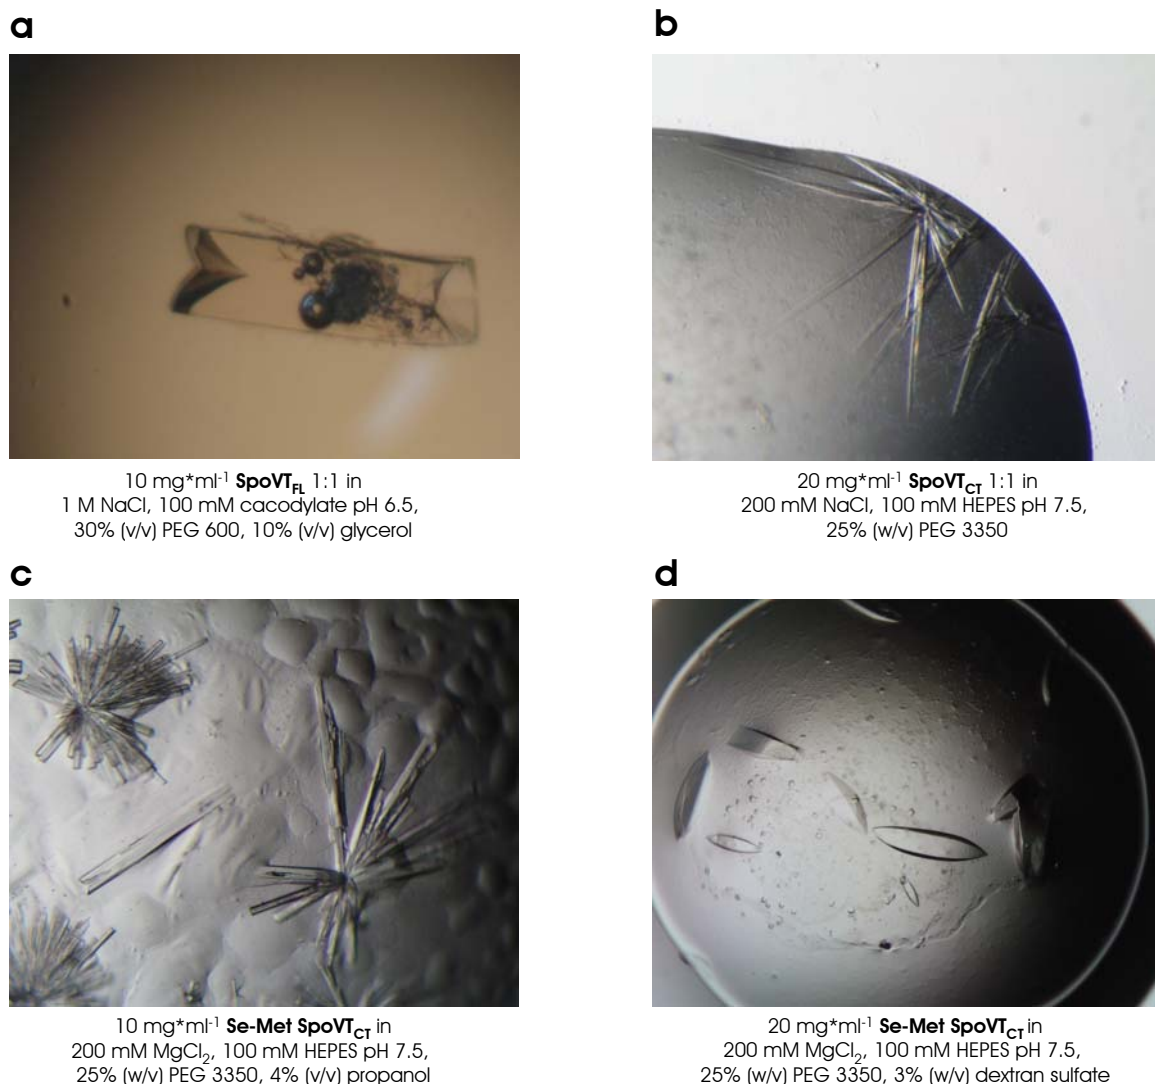 a
b
10 mg*ml⁻¹ SpoVT_FL 1:1 in
1 M NaCl, 100 mM cacodylate pH 6.5,
30% (v/v) PEG 600, 10% (v/v) glycerol
20 mg*ml⁻¹ SpoVT_CT 1:1 in
200 mM NaCl, 100 mM HEPES pH 7.5,
25% (w/v) PEG 3350
c
d
10 mg*ml⁻¹ Se-Met SpoVT_CT in
200 mM MgCl₂, 100 mM HEPES pH 7.5,
25% (w/v) PEG 3350, 4% (v/v) propanol
20 mg*ml⁻¹ Se-Met SpoVT_CT in
200 mM MgCl₂, 100 mM HEPES pH 7.5,
25% (w/v) PEG 3350, 3% (w/v) dextran sulfate